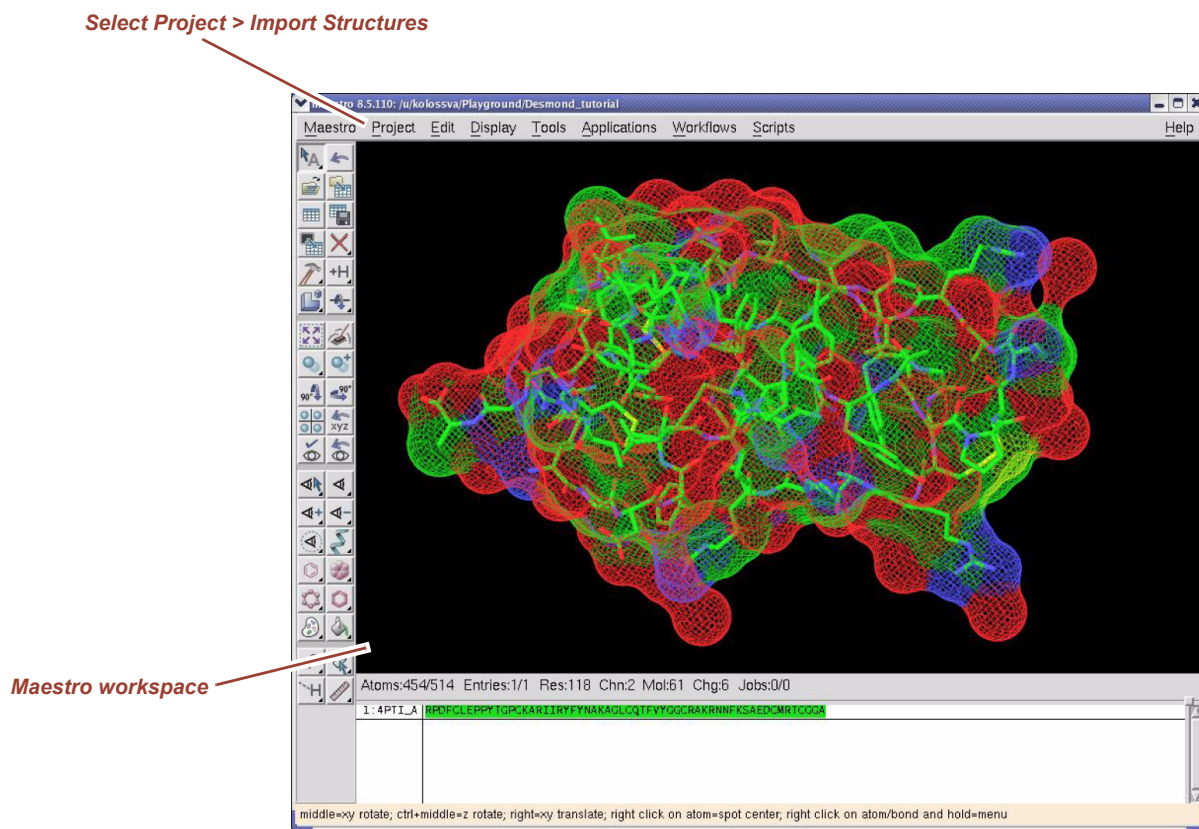 Select Project > Import Structures
maestro 8.5.110: /u/kolossva/Playground/Desmond_tutorial
Maestro Project Edit Display Tools Applications Workflows Scripts Help
A
+H
90° 90°
xyz
Maestro workspace
H
Atoms:454/514 Entries:1/1 Res:118 Chn:2 Mol:61 Chg:6 Jobs:0/0
1:4PTI_A RPDFCLEPPYTGPCKARIIRYFYNAKAGLCQTFVYGGCRAKRNNFKSAEDCMRTCGGA
middle=xy rotate; ctrl+middle=z rotate; right=xy translate; right click on atom=spot center; right click on atom/bond and hold=menu